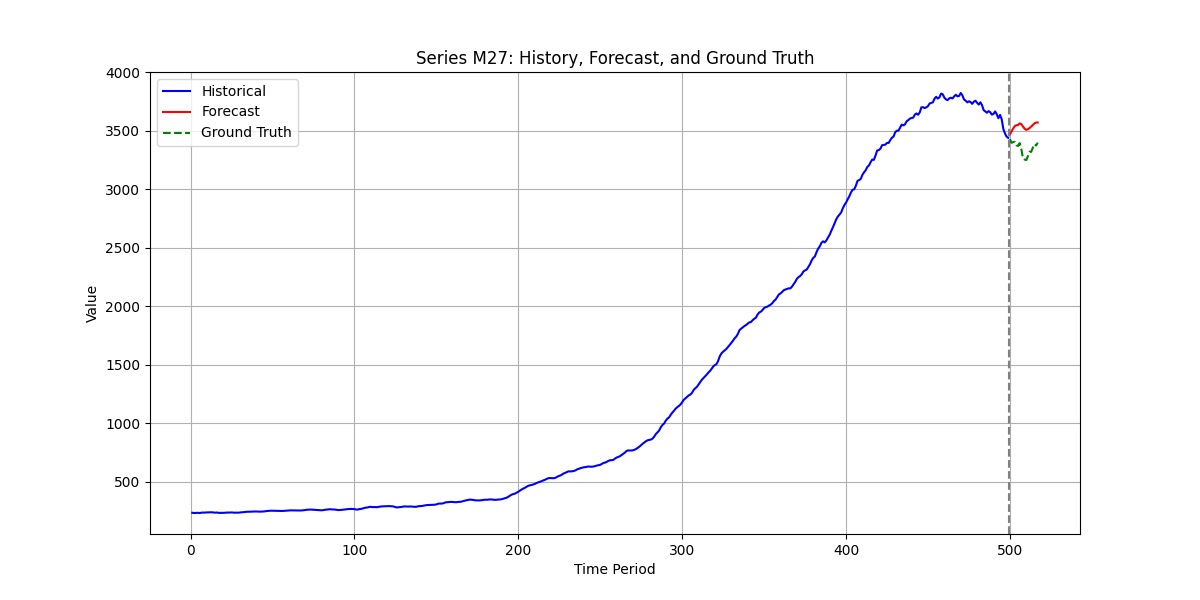 Series M27: History, Forecast, and Ground Truth
Historical
Forecast
Ground Truth
4000
3500
3000
2500
2000
1500
1000
500
Value
0 100 200 300 400 500
Time Period